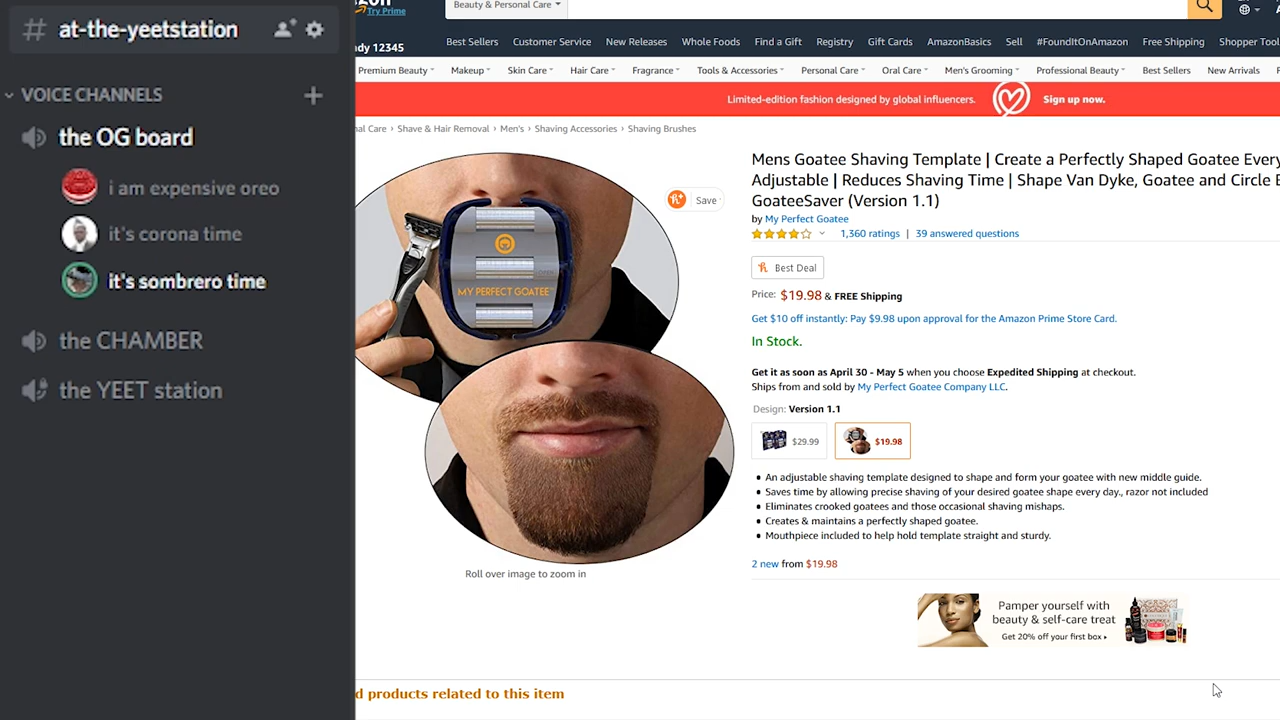 # at-the-yeetstation
VOICE CHANNELS
the OG board
i am expensive oreo
it's corona time
it's sombrero time
the CHAMBER
the YEET station
Try Prime
Beauty & Personal Care
12345
Best Sellers Customer Service New Releases Whole Foods Find a Gift Registry Gift Cards AmazonBasics Sell #FoundItOnAmazon Free Shipping Shopper
Premium Beauty Makeup Skin Care Hair Care Fragrance Tools & Accessories Personal Care Oral Care Men's Grooming Professional Beauty Best Sellers New Arrivals
Limited-edition fashion designed by global influencers. Sign up now.
Care › Shave & Hair Removal › Men's › Shaving Accessories › Shaving Brushes
Save
MY PERFECT GOATEE
Roll over image to zoom in
Mens Goatee Shaving Template | Create a Perfectly Shaped Goatee
Adjustable | Reduces Shaving Time | Shape Van Dyke, Goatee and Circle
GoateeSaver (Version 1.1)
by My Perfect Goatee
1,360 ratings | 39 answered questions
Best Deal
Price: $19.98 & FREE Shipping
Get $10 off instantly: Pay $9.98 upon approval for the Amazon Prime Store Card.
In Stock.
Get it as soon as April 30 - May 5 when you choose Expedited Shipping at checkout.
Ships from and sold by My Perfect Goatee Company LLC.
Design: Version 1.1
$29.99 $19.98
• An adjustable shaving template designed to shape and form your goatee with new middle guide.
• Saves time by allowing precise shaving of your desired goatee shape every day., razor not included
• Eliminates crooked goatees and those occasional shaving mishaps.
• Creates & maintains a perfectly shaped goatee.
• Mouthpiece included to help hold template straight and sturdy.
2 new from $19.98
Pamper yourself with
beauty & self-care treat
Get 20% off your first box ▸
products related to this item